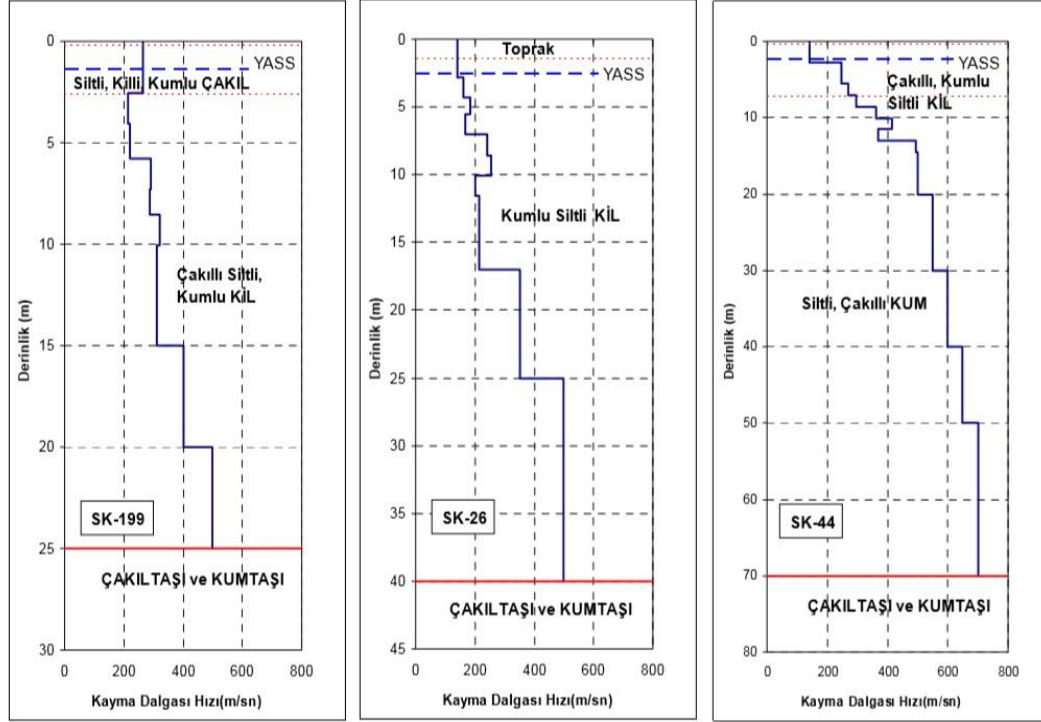 0
5
10
15
20
25
30
Derinlik (m)
YASS
Siltli, Killi, Kumlu ÇAKIL
Çakıllı Siltli,
Kumlu KİL
SK-199
ÇAKILTAŞI ve KUMTAŞI
0 200 400 600 800
Kayma Dalgası Hızı(m/sn)
0
5
10
15
20
25
30
35
40
45
Derinlik (m)
Toprak
YASS
Kumlu Siltli KİL
SK-26
ÇAKILTAŞI ve KUMTAŞI
0 200 400 600 800
Kayma Dalgası Hızı(m/sn)
0
10
20
30
40
50
60
70
80
Derinlik (m)
YASS
Çakıllı, Kumlu
Siltli KİL
Siltli, Çakıllı KUM
SK-44
ÇAKILTAŞI ve KUMTAŞI
0 200 400 600 800
Kayma Dalgası Hızı(m/sn)